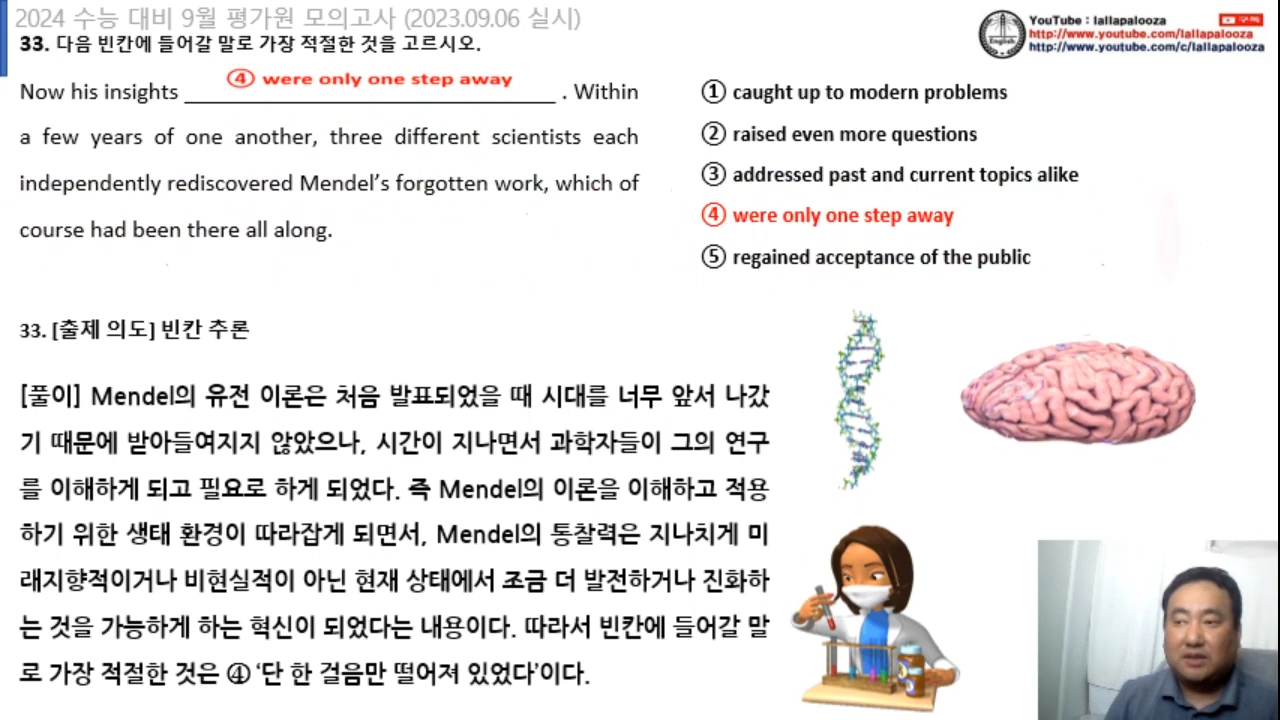 2024 수능 대비 9월 평가원 모의고사 (2023.09.06 실시)
33. 다음 빈칸에 들어갈 말로 가장 적절한 것을 고르시오.
YouTube : lallapalooza
구독
http://www.youtube.com/lallapalooza
http://www.youtube.com/c/lallapalooza
English
④ were only one step away
Now his insights ______________________________ . Within
a few years of one another, three different scientists each
independently rediscovered Mendel’s forgotten work, which of
course had been there all along.
① caught up to modern problems
② raised even more questions
③ addressed past and current topics alike
④ were only one step away
⑤ regained acceptance of the public
33. [출제 의도] 빈칸 추론
[풀이] Mendel의 유전 이론은 처음 발표되었을 때 시대를 너무 앞서 나갔
기 때문에 받아들여지지 않았으나, 시간이 지나면서 과학자들이 그의 연구
를 이해하게 되고 필요로 하게 되었다. 즉 Mendel의 이론을 이해하고 적용
하기 위한 생태 환경이 따라잡게 되면서, Mendel의 통찰력은 지나치게 미
래지향적이거나 비현실적이 아닌 현재 상태에서 조금 더 발전하거나 진화하
는 것을 가능하게 하는 혁신이 되었다는 내용이다. 따라서 빈칸에 들어갈 말
로 가장 적절한 것은 ④ ‘단 한 걸음만 떨어져 있었다’이다.